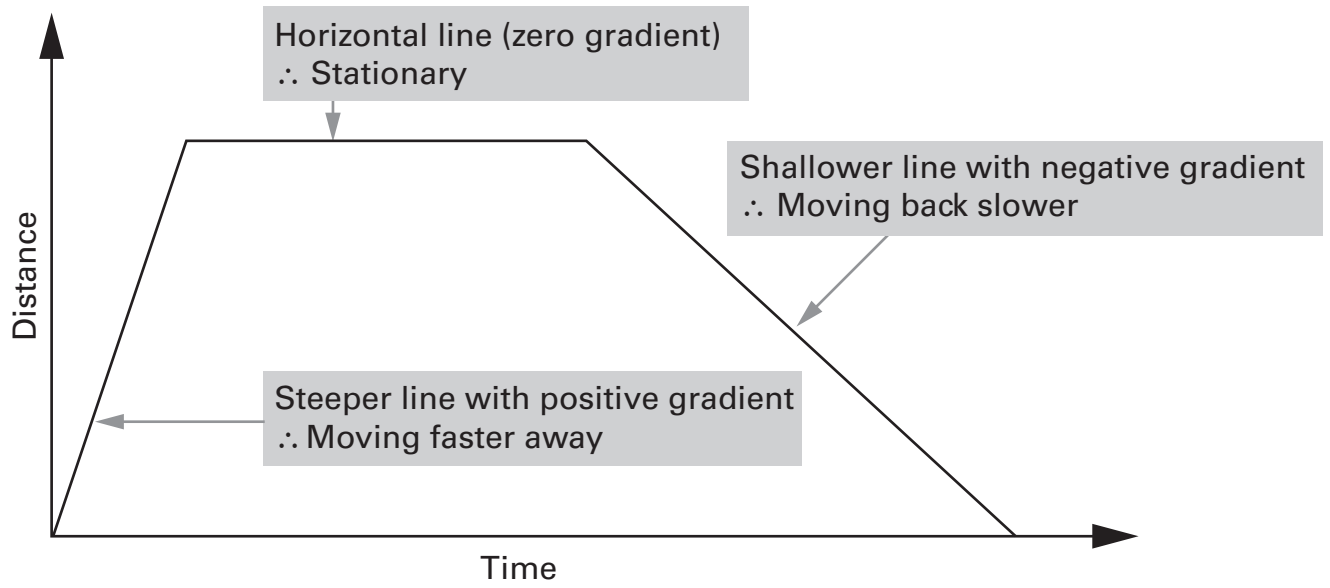 Horizontal line (zero gradient)
∴ Stationary
Shallower line with negative gradient
∴ Moving back slower
Distance
Steeper line with positive gradient
∴ Moving faster away
Time